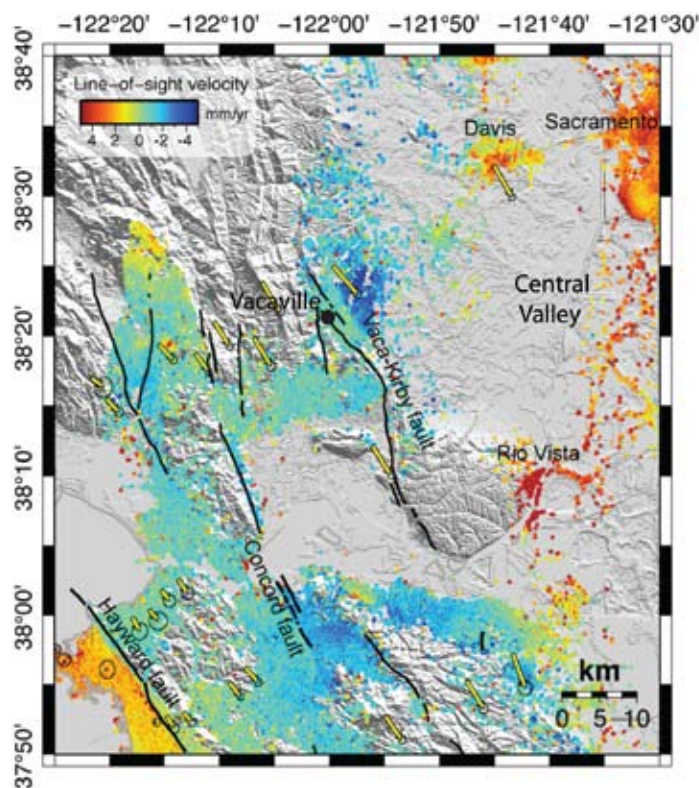 −122°20' −122°10' −122°00' −121°50' −121°40' −121°30'
38°40'
Line−of−sight velocity
mm/yr
4 2 0 -2 -4
Davis
Sacramento
38°30'
Vacaville
Central
Valley
38°20'
Vaca-Kirby fault
Rio Vista
38°10'
Concord fault
38°00'
Hayward fault
km
0 5 10
37°50'